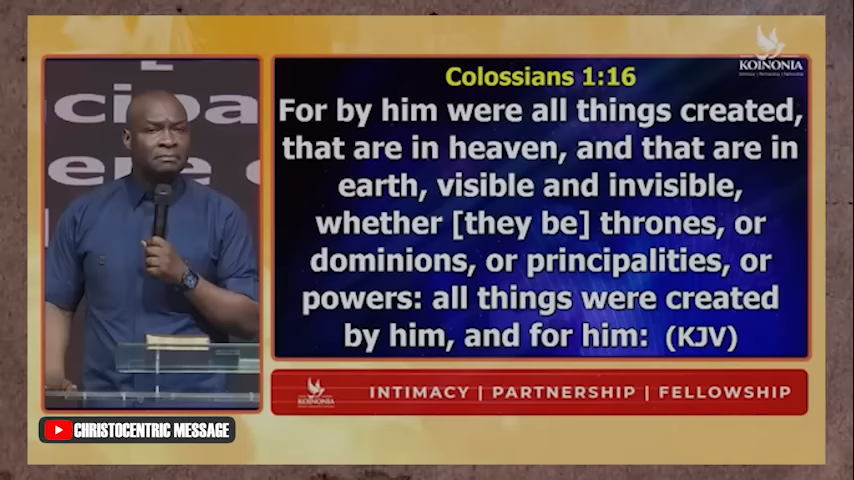 KOINONIA
Colossians 1:16
For by him were all things created,
that are in heaven, and that are in
earth, visible and invisible,
whether [they be] thrones, or
dominions, or principalities, or
powers: all things were created
by him, and for him: (KJV)
KOINONIA
INTIMACY | PARTNERSHIP | FELLOWSHIP
CHRISTOCENTRIC MESSAGE